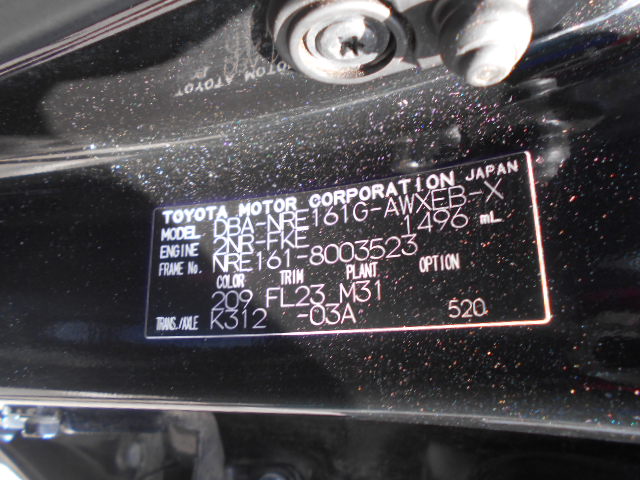 TOYOTA MOTOR CORPORATION JAPAN
MODEL DBA-NRE161G-AWXEB-X
ENGINE 2NR-FKE 1496 mL
FRAME No. NRE161-8003523
COLOR TRIM PLANT OPTION
209 FL23 M31
TRANS./AXLE K312 -03A 520